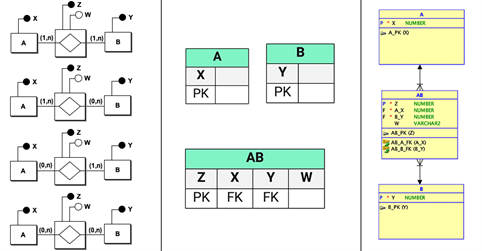 X
Z
W
Y
A
(1,n)
(1,n)
B
X
Z
W
Y
A
(1,n)
(0,n)
B
X
Z
W
Y
A
(0,n)
(1,n)
B
X
Z
W
Y
A
(0,n)
(0,n)
B
A
X
PK
B
Y
PK
AB
Z X Y W
PK FK FK
A
P * X NUMBER
A_PK (X)
AB
P * Z NUMBER
F * A_X NUMBER
F * B_Y NUMBER
W VARCHAR2
AB_PK (Z)
AB_A_FK (A_X)
AB_B_FK (B_Y)
B
P * Y NUMBER
B_PK (Y)